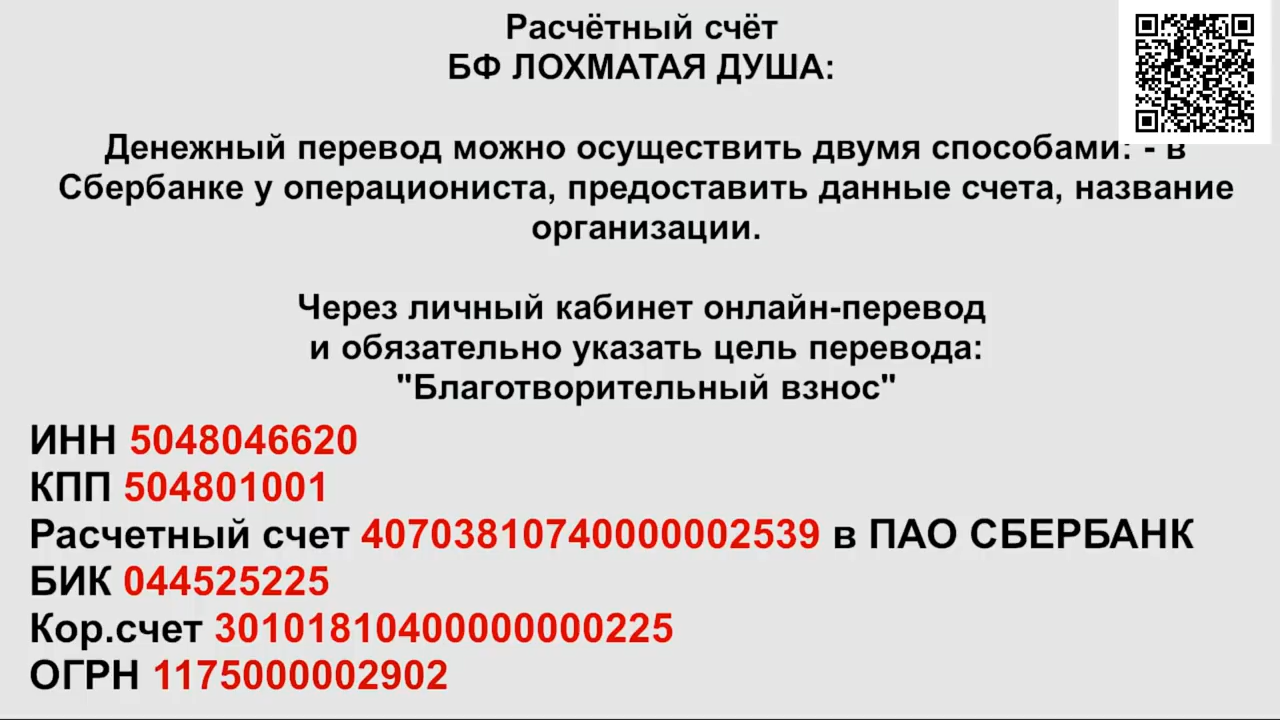 Расчётный счёт
БФ ЛОХМАТАЯ ДУША:
Денежный перевод можно осуществить двумя способами: - в
Сбербанке у операциониста, предоставить данные счета, название
организации.
Через личный кабинет онлайн-перевод
и обязательно указать цель перевода:
"Благотворительный взнос"
ИНН 5048046620
КПП 504801001
Расчетный счет 40703810740000002539 в ПАО СБЕРБАНК
БИК 044525225
Кор.счет 30101810400000000225
ОГРН 1175000002902